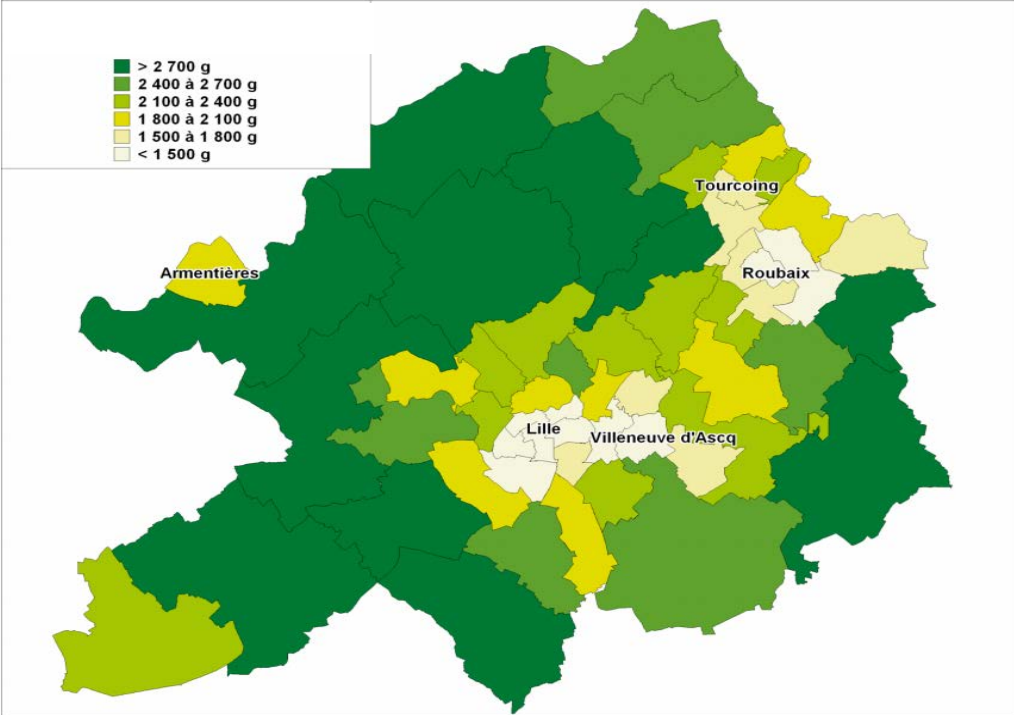 > 2 700 g
2 400 à 2 700 g
2 100 à 2 400 g
1 800 à 2 100 g
1 500 à 1 800 g
< 1 500 g
Tourcoing
Armentières
Roubaix
Lille
Villeneuve d'Ascq